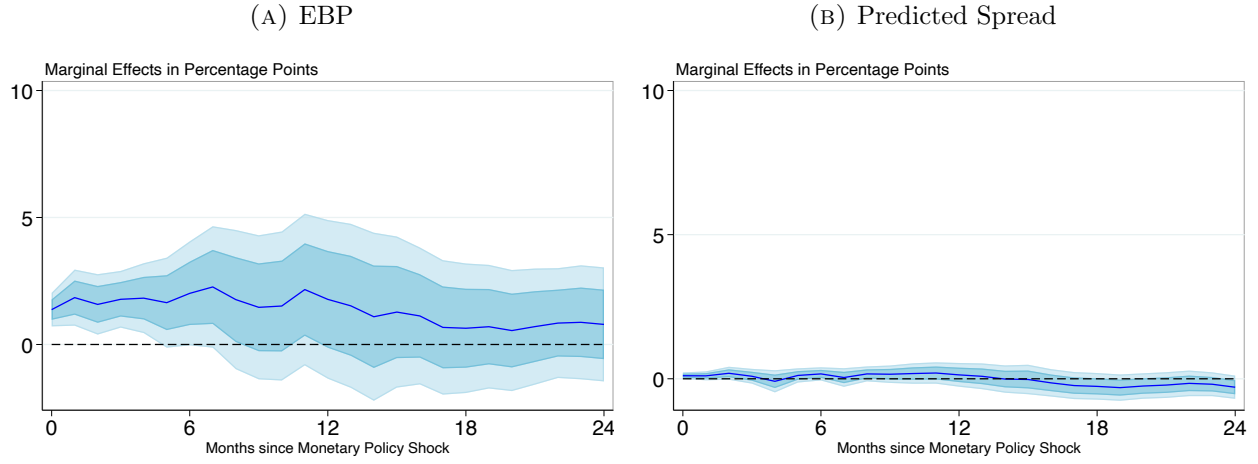 (A) EBP
Marginal Effects in Percentage Points
10
5
0
0 6 12 18 24
Months since Monetary Policy Shock
(B) Predicted Spread
Marginal Effects in Percentage Points
10
5
0
0 6 12 18 24
Months since Monetary Policy Shock